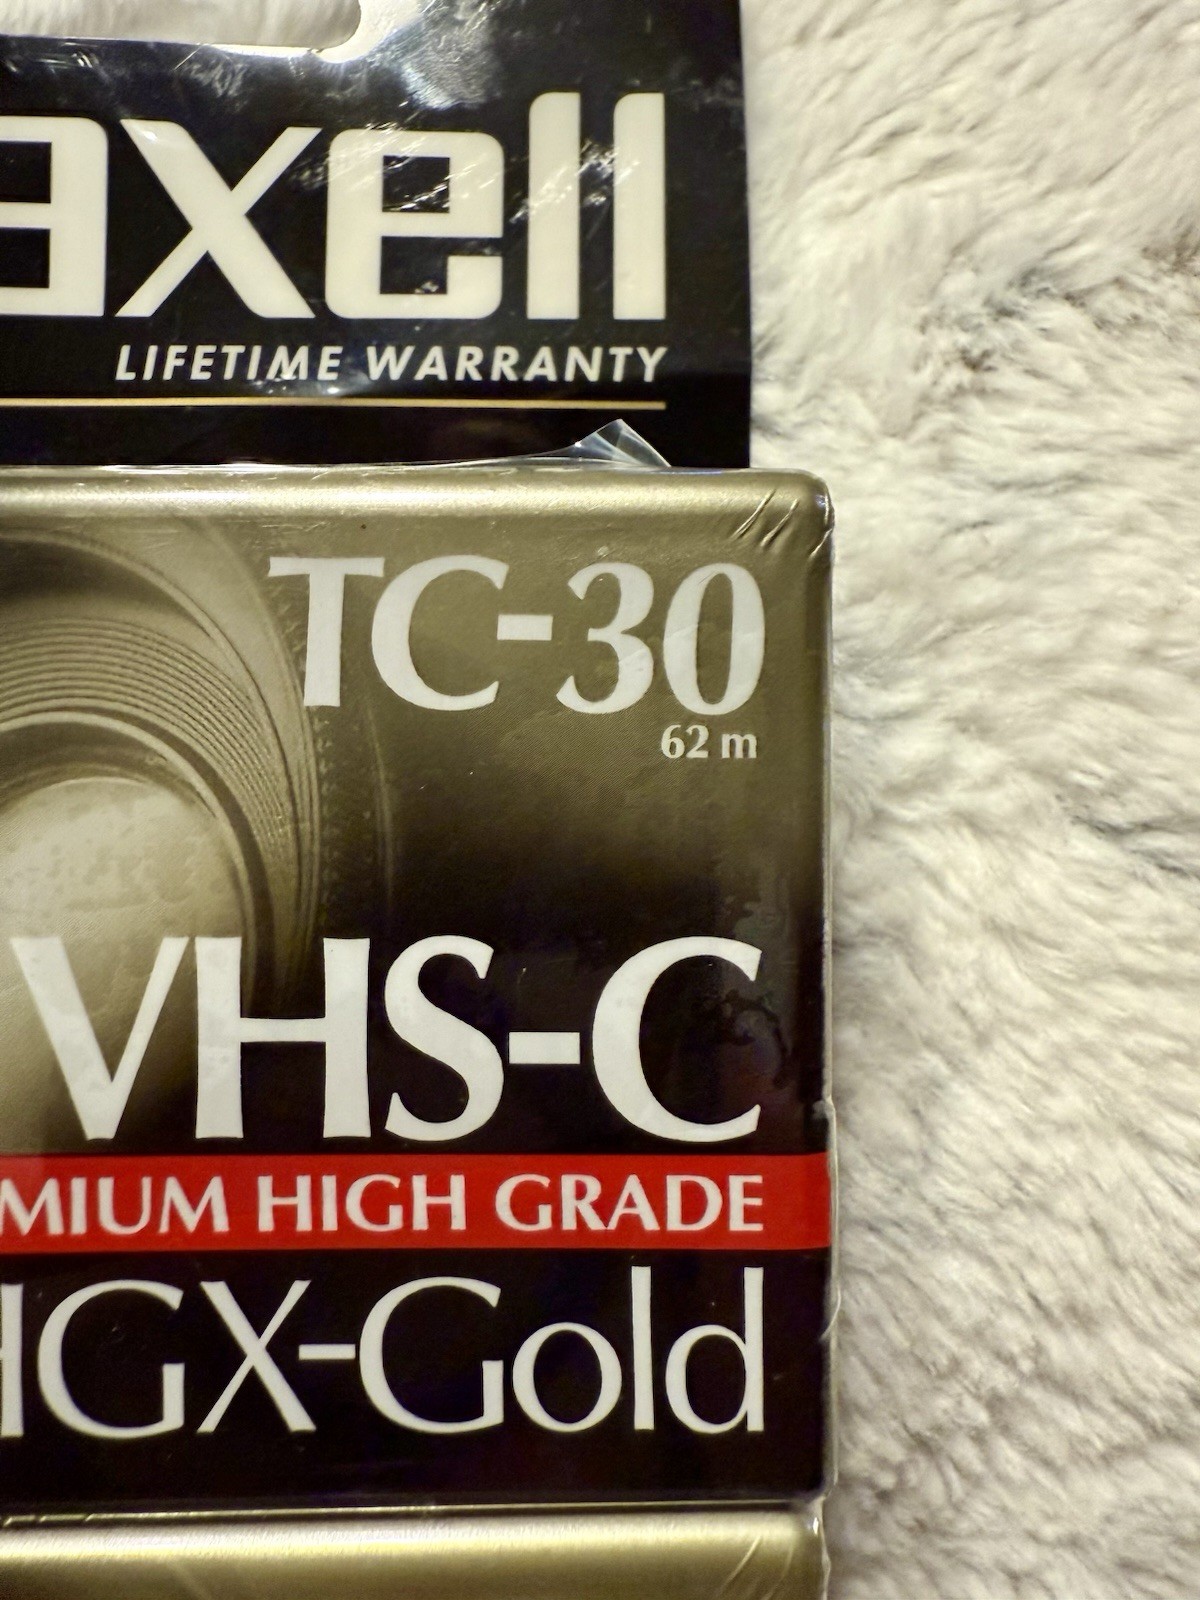 axell
LIFETIME WARRANTY
TC-30
62 m
VHS-C
MIUM HIGH GRADE
HGX-Gold